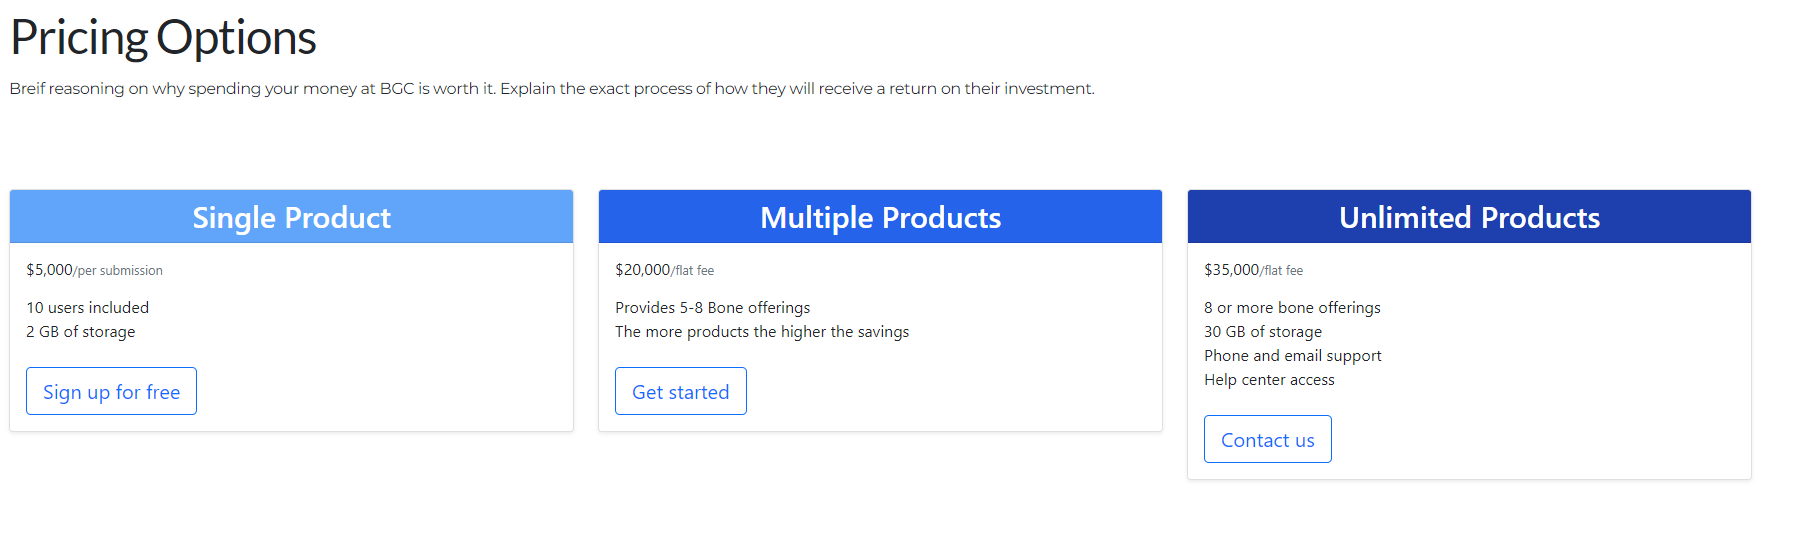 Pricing Options
Breif reasoning on why spending your money at BGC is worth it. Explain the exact process of how they will receive a return on their investment.
Single Product
$5,000/per submission
10 users included
2 GB of storage
Sign up for free
Multiple Products
$20,000/flat fee
Provides 5-8 Bone offerings
The more products the higher the savings
Get started
Unlimited Products
$35,000/flat fee
8 or more bone offerings
30 GB of storage
Phone and email support
Help center access
Contact us